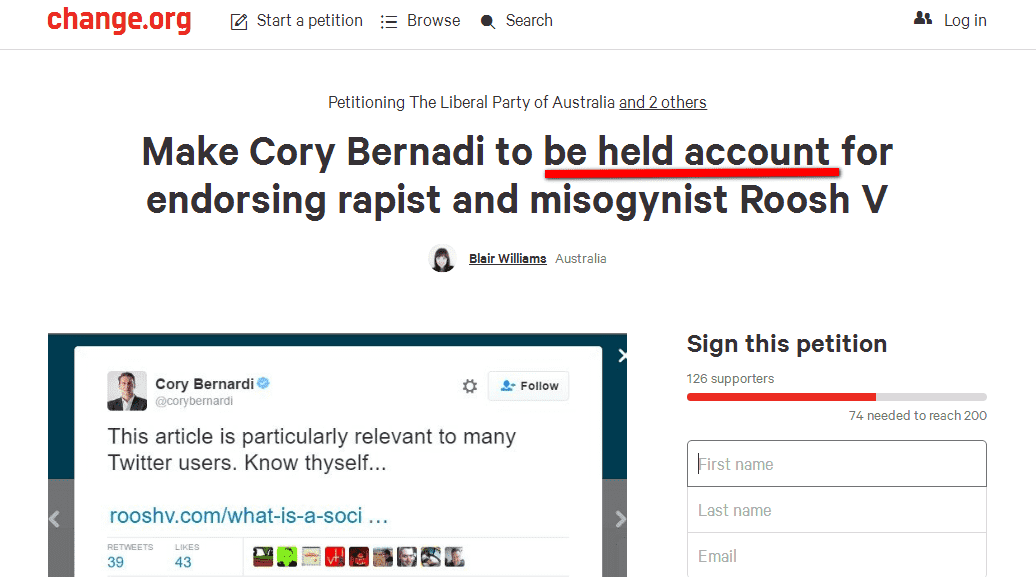 change.org Start a petition Browse Search Log in
Petitioning The Liberal Party of Australia and 2 others
Make Cory Bernadi to be held account for
endorsing rapist and misogynist Roosh V
Blair Williams Australia
Sign this petition
126 supporters
74 needed to reach 200
First name
Last name
Email
Cory Bernardi
@corybernardi
Follow
This article is particularly relevant to many
Twitter users. Know thyself...
rooshv.com/what-is-a-soci ...
RETWEETS LIKES
39 43